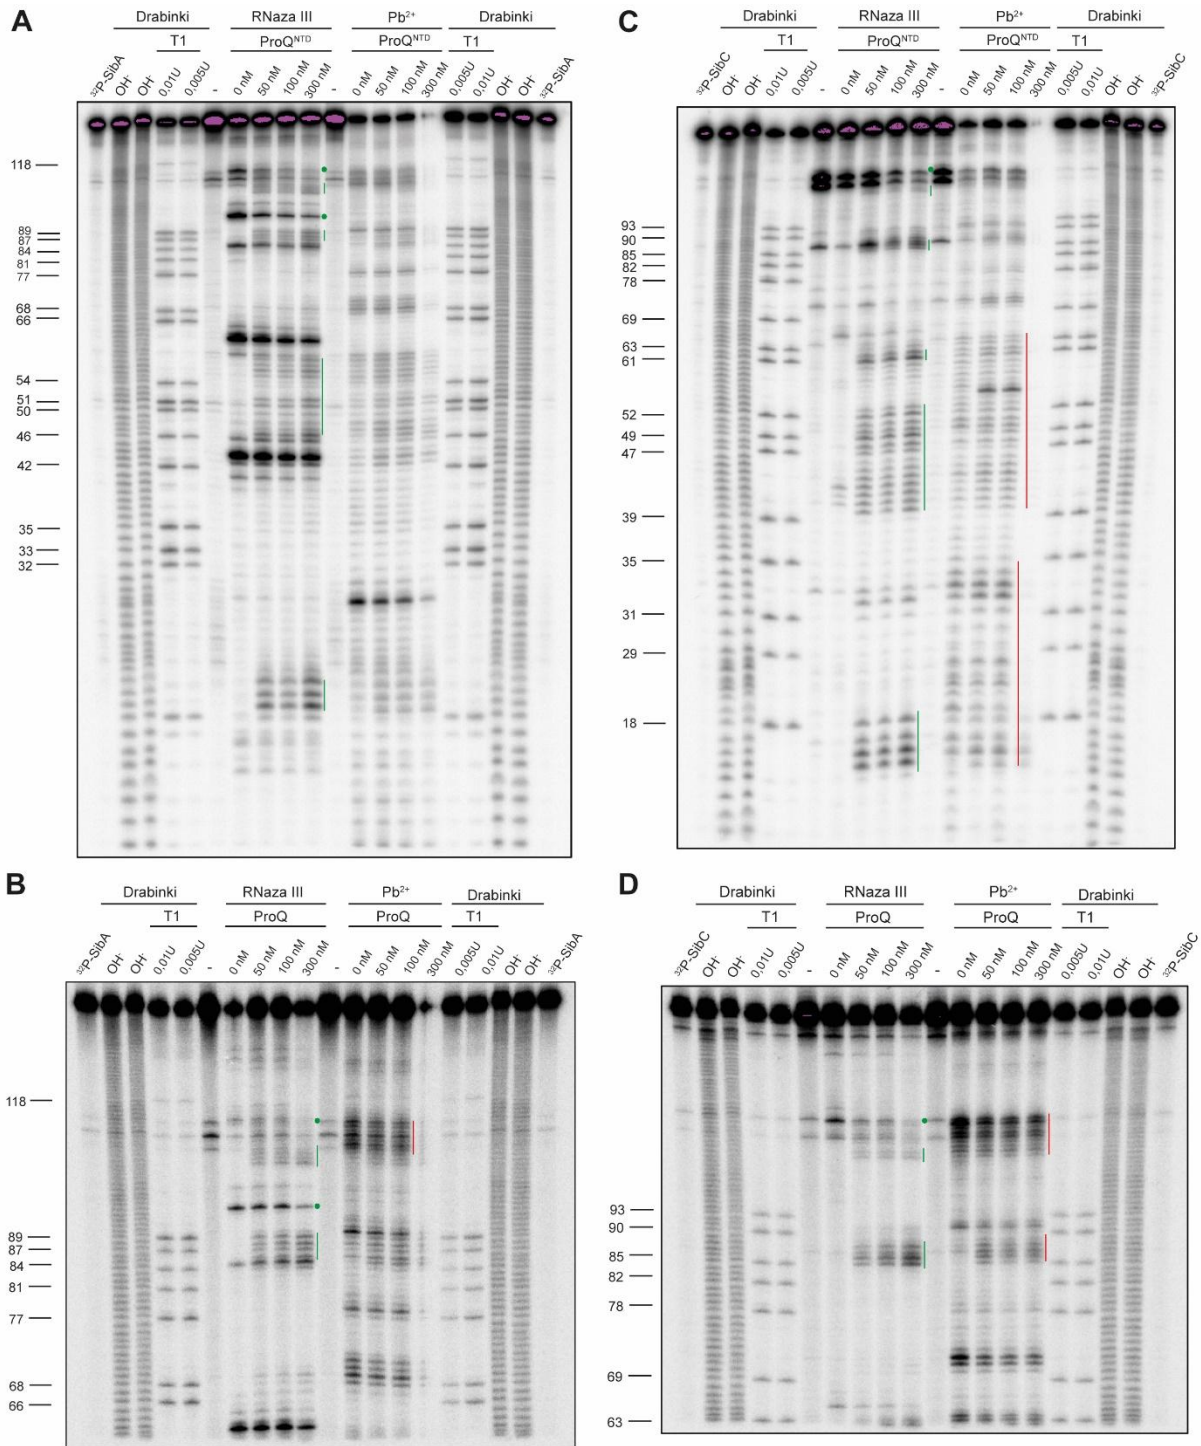 A
Drabinki RNaza III Pb²⁺ Drabinki
T1 ProQᴺᵀᴰ ProQᴺᵀᴰ T1
³²P-SibA OH⁻ OH⁻ 0,01U 0,005U - 0 nM 50 nM 100 nM 300 nM - 0 nM 50 nM 100 nM 300 nM 0,005U 0,01U OH⁻ OH⁻ ³²P-SibA
118
89
87
84
81
77
68
66
54
51
50
46
42
35
33
32
C
Drabinki RNaza III Pb²⁺ Drabinki
T1 ProQᴺᵀᴰ ProQᴺᵀᴰ T1
³²P-SibC OH⁻ OH⁻ 0,01U 0,005U - 0 nM 50 nM 100 nM 300 nM - 0 nM 50 nM 100 nM 300 nM 0,005U 0,01U OH⁻ OH⁻ ³²P-SibC
93
90
85
82
78
69
63
61
52
49
47
39
35
31
29
18
B
Drabinki RNaza III Pb²⁺ Drabinki
T1 ProQ ProQ T1
³²P-SibA OH⁻ OH⁻ 0,01U 0,005U - 0 nM 50 nM 100 nM 300 nM - 0 nM 50 nM 100 nM 300 nM 0,005U 0,01U OH⁻ OH⁻ ³²P-SibA
118
89
87
84
81
77
68
66
D
Drabinki RNaza III Pb²⁺ Drabinki
T1 ProQ ProQ T1
³²P-SibC OH⁻ OH⁻ 0,01U 0,005U - 0 nM 50 nM 100 nM 300 nM - 0 nM 50 nM 100 nM 300 nM 0,005U 0,01U OH⁻ OH⁻ ³²P-SibC
93
90
85
82
78
69
63